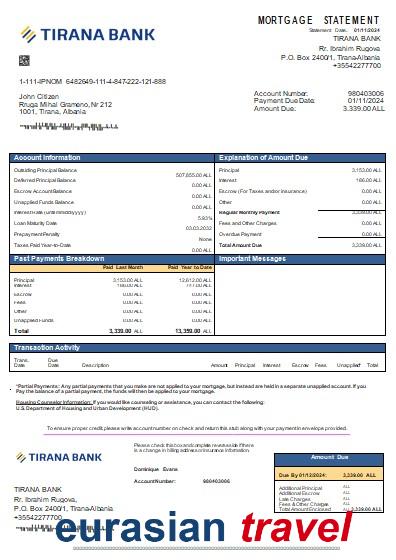 MORTGAGE STATEMENT
Statement Date: 01/11/2024
TIRANA BANK
TIRANA BANK
Rr. Ibrahim Rugova
P.O. Box 2400/1, Tirana-Albania
+35542277700
1-111-IPNOM 6482649-111-4-847-222-121-888
John Citizen
Rruga Mihal Grameno, Nr 212
1001, Tirana, Albania
Account Number: 980403006
Payment Due Date: 01/11/2024
Amount Due: 3,339.00 ALL
Account Information
Outstanding Principal Balance 507,655.00 ALL
Deferred Principal Balance 0.00 ALL
Escrow Account Balance 0.00 ALL
Unapplied Funds Balance 0.00 ALL
Interest Rate (until mm/dd/yyyy) 5.93%
Loan Maturity Date 03.03.2032
Prepayment Penalty None
Taxes Paid Year-to-Date 0.00 ALL
Explanation of Amount Due
Principal 3,153.00 ALL
Interest 186.00 ALL
Escrow (For Taxes and/or insurance) 0.00 ALL
Other 0.00 ALL
Regular Monthly Payment 3,339.00 ALL
Fees and Other Charges 0.00 ALL
Overdue Payment 0.00 ALL
Total Amount Due 3,339.00 ALL
Past Payments Breakdown
Paid Last Month Paid Year to Date
Principal 3,153.00 ALL 12,612.00 ALL
Interest 186.00 ALL
Escrow 0.00 ALL 0.00 ALL
Fees 0.00 ALL 0.00 ALL
Other 0.00 ALL 0.00 ALL
Unapplied Funds 0.00 ALL 0.00 ALL
Total 3,339.00 ALL 13,359.00 ALL
Important Messages
Transaction Activity
Trans. Date Due Date Description Amount Principal Interest Escrow Fees Unapplied* Total
*Partial Payments: Any partial payments that you make are not applied to your mortgage, but instead are held in a separate unapplied account. If you
Pay the balance of a partial payment, the funds will then be applied to your mortgage.
Housing Counselor Information: If you would like counseling or assistance, you can contact the following:
U.S. Department of Housing and Urban Development (HUD).
To ensure proper credit please write account number on check and return this stub along with your payment in envelope provided.
TIRANA BANK
Please check this box and complete reverse side if there
is a change in billing address or insurance information.
Dominique Evans
Account Number: 980403006
Amount Due
Due By 01/12/2024: 3,339.00 ALL
Additional Principal ALL
Additional Escrow ALL
Late Charges ALL
Fees & Other Charges ALL
Total Amount Enclosed ALL 3,339.00 ALL
TIRANA BANK
Rr. Ibrahim Rugova,
P.O. Box 2400/1, Tirana-Albania
+35542277700
eurasian travel